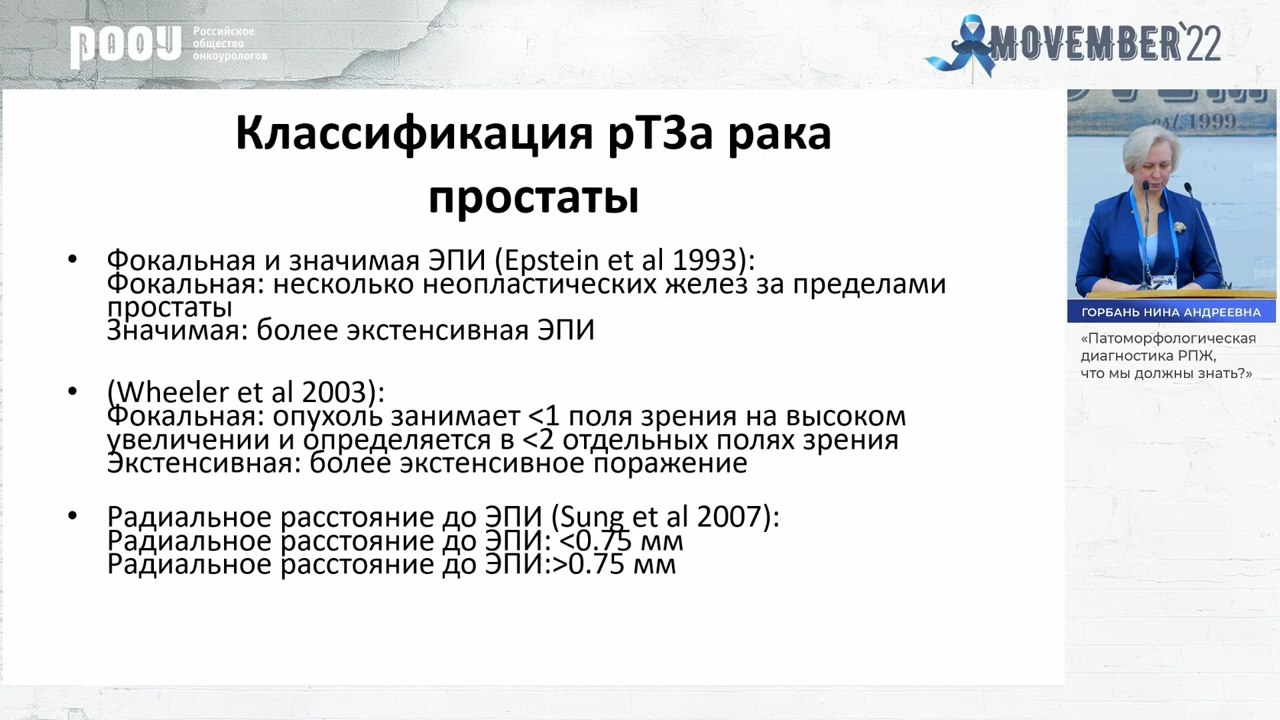 РООУ
RAOU
Российское
общество
онкоурологов
MOVEMBER'22
Классификация рТ3а рака
простаты
• Фокальная и значимая ЭПИ (Epstein et al 1993):
Фокальная: несколько неопластических желез за пределами
простаты
Значимая: более экстенсивная ЭПИ
• (Wheeler et al 2003):
Фокальная: опухоль занимает <1 поля зрения на высоком
увеличении и определяется в <2 отдельных полях зрения
Экстенсивная: более экстенсивное поражение
• Радиальное расстояние до ЭПИ (Sung et al 2007):
Радиальное расстояние до ЭПИ: <0.75 мм
Радиальное расстояние до ЭПИ:>0.75 мм
est. 1999
ГОРБАНЬ НИНА АНДРЕЕВНА
«Патоморфологическая
диагностика РПЖ,
что мы должны знать?»